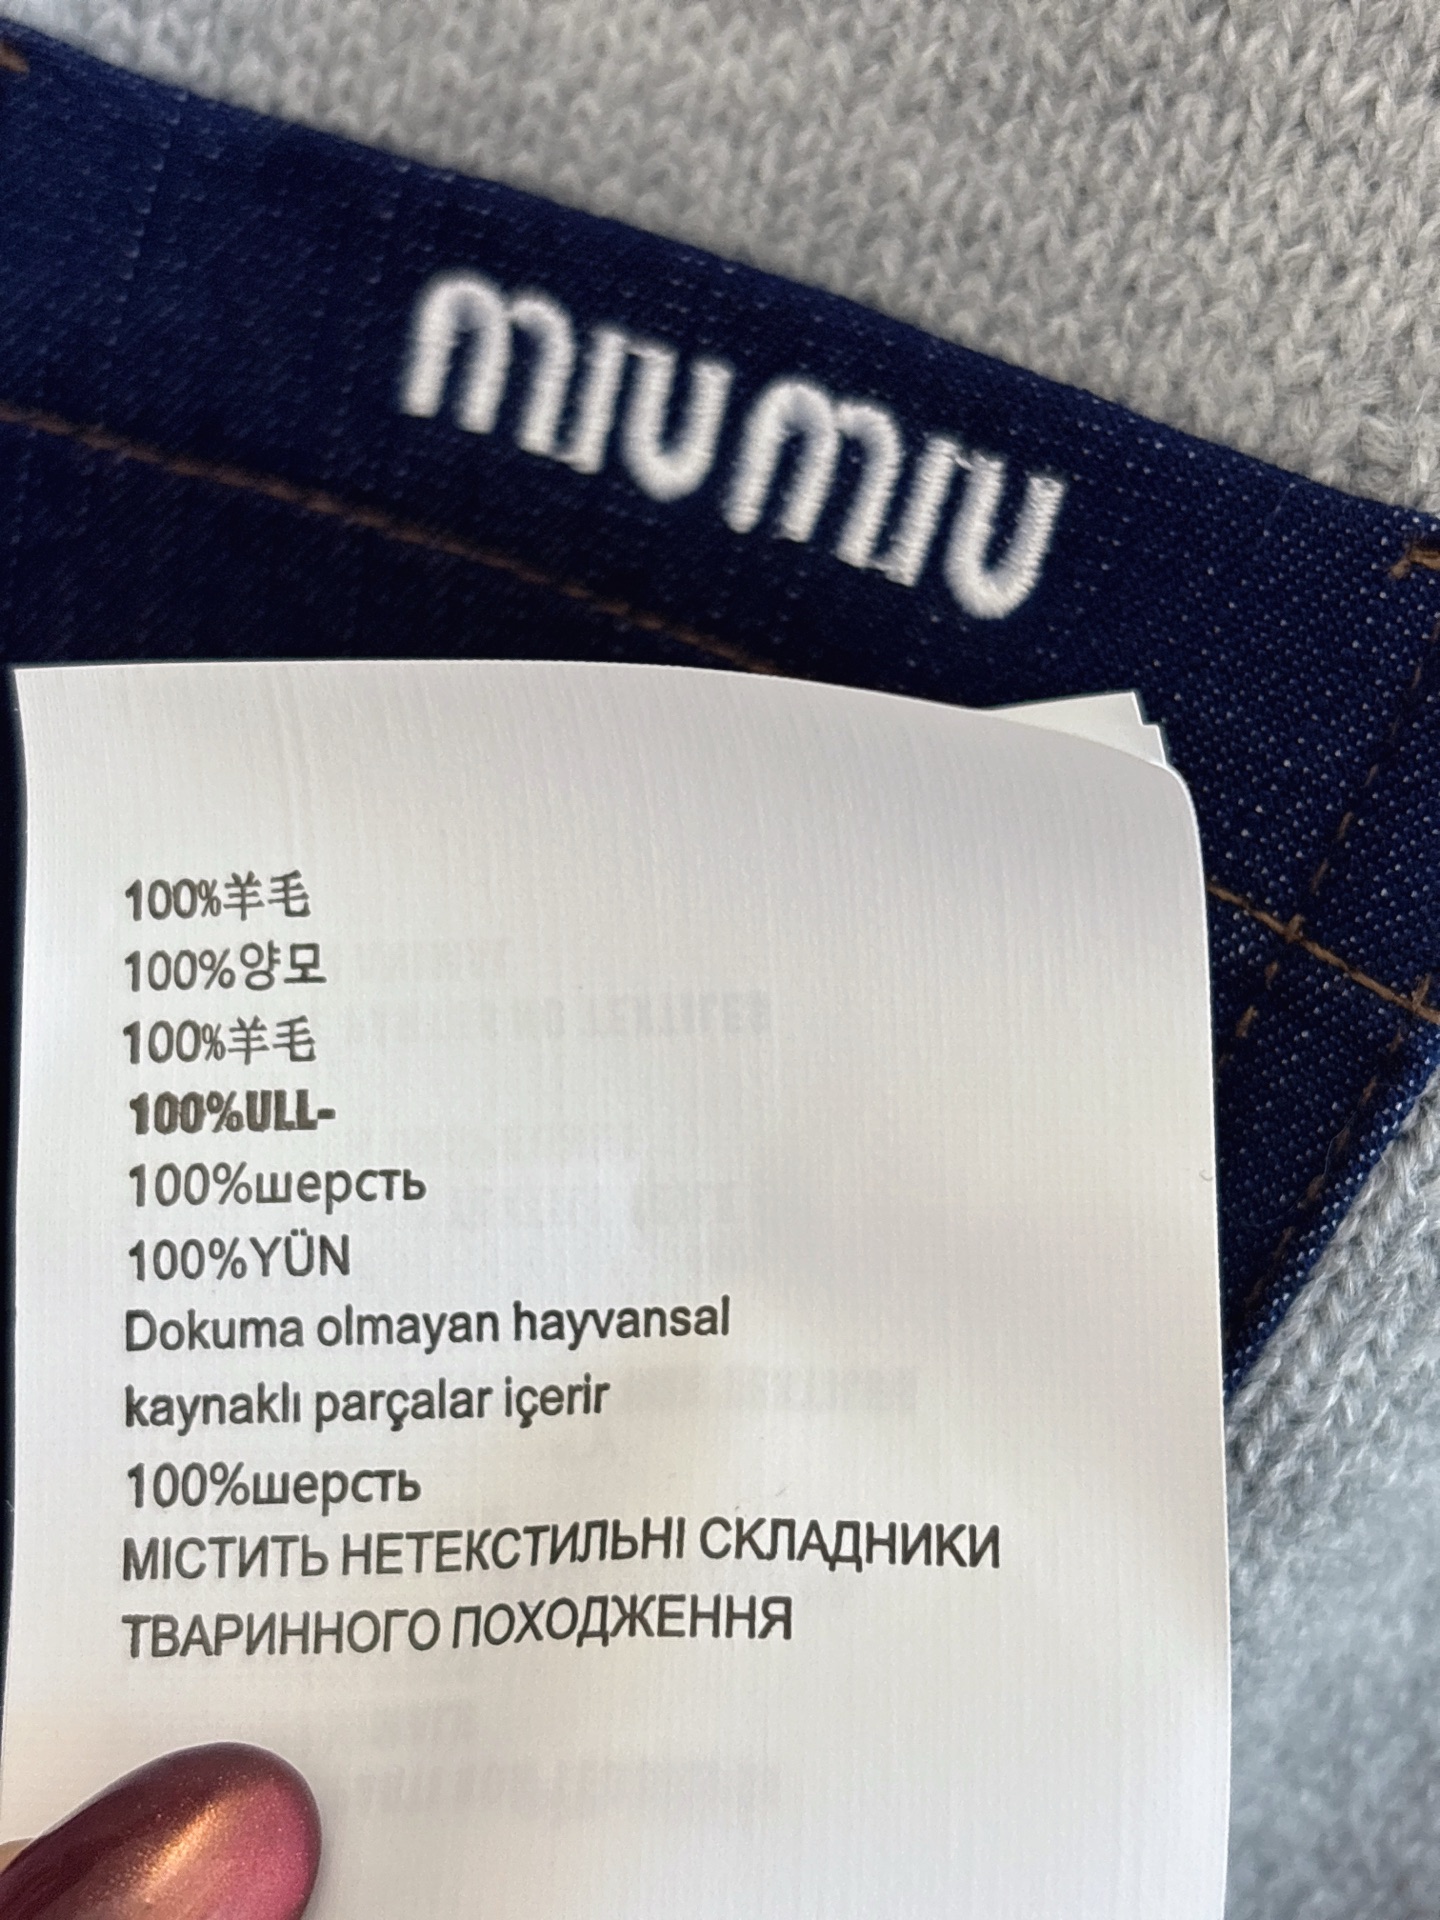 miu miu
100%羊毛
100%양모
100%羊毛
100%ULL-
100%шерсть
100%YÜN
Dokuma olmayan hayvansal
kaynaklı parçalar içerir
100%шерсть
МІСТИТЬ НЕТЕКСТИЛЬНІ СКЛАДНИКИ
ТВАРИННОГО ПОХОДЖЕННЯ